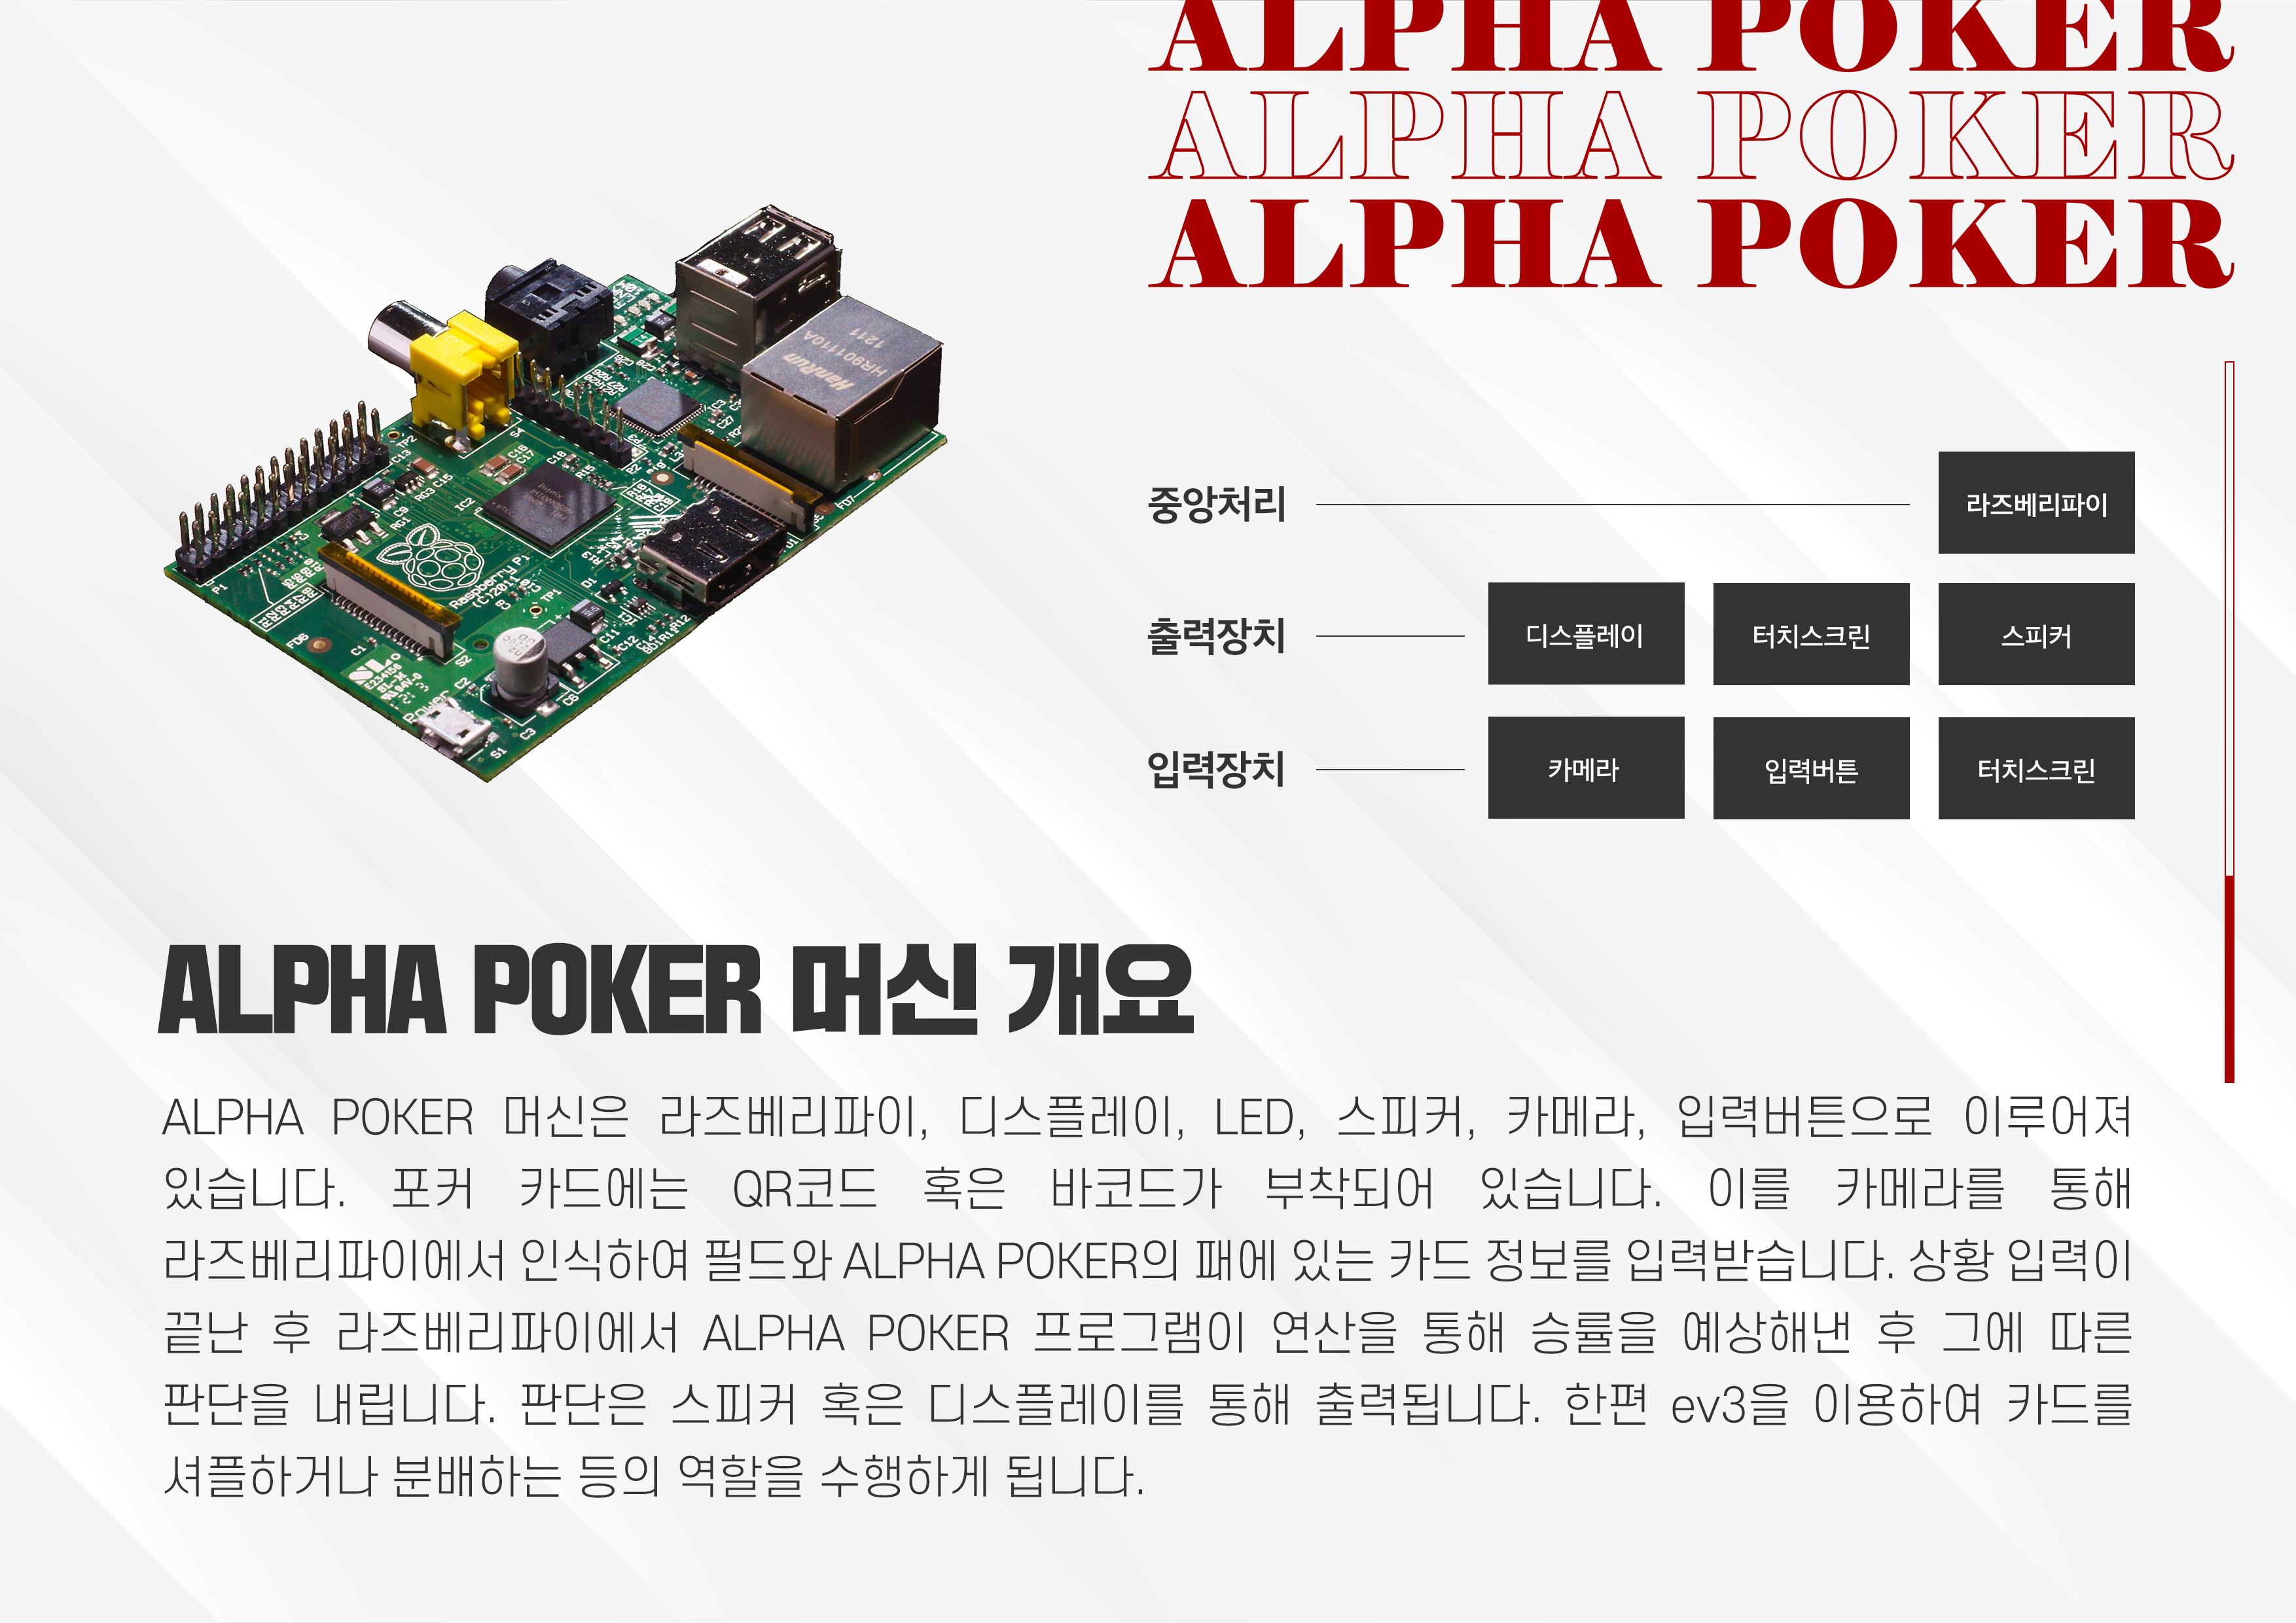 ALPHA POKER
ALPHA POKER
ALPHA POKER
HanRun
HR901110A
1211
Raspberry Pi
(C)2011
중앙처리
라즈베리파이
출력장치
디스플레이
터치스크린
스피커
입력장치
카메라
입력버튼
터치스크린
ALPHA POKER 머신 개요
ALPHA POKER 머신은 라즈베리파이, 디스플레이, LED, 스피커, 카메라, 입력버튼으로 이루어져
있습니다. 포커 카드에는 QR코드 혹은 바코드가 부착되어 있습니다. 이를 카메라를 통해
라즈베리파이에서 인식하여 필드와 ALPHA POKER의 패에 있는 카드 정보를 입력받습니다. 상황 입력이
끝난 후 라즈베리파이에서 ALPHA POKER 프로그램이 연산을 통해 승률을 예상해낸 후 그에 따른
판단을 내립니다. 판단은 스피커 혹은 디스플레이를 통해 출력됩니다. 한편 ev3을 이용하여 카드를
셔플하거나 분배하는 등의 역할을 수행하게 됩니다.